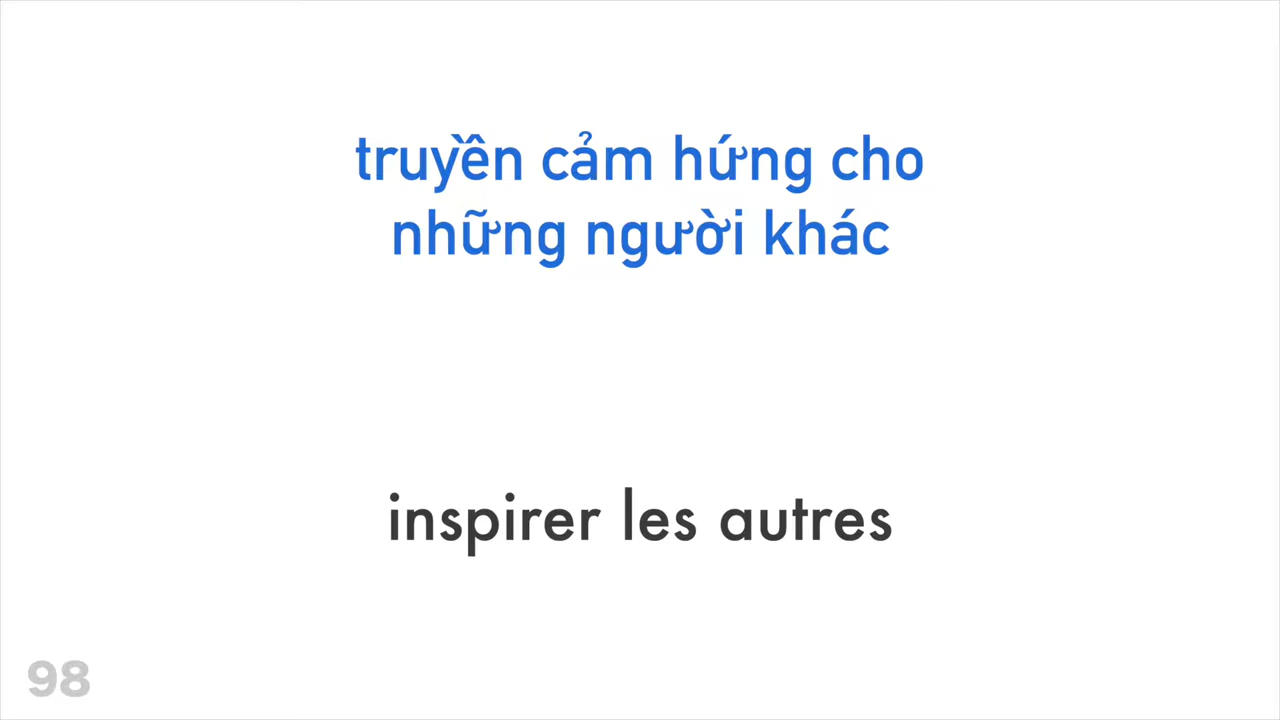 truyền cảm hứng cho
những người khác
inspirer les autres
98